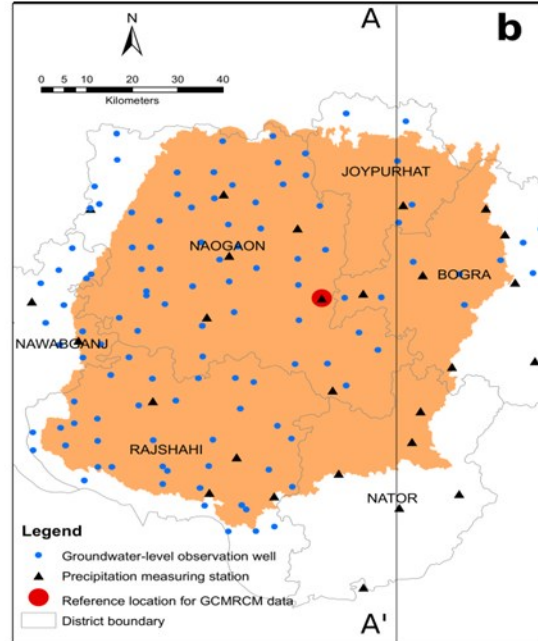 A
b
N
0 10 20 30 40
Kilometers
JOYPURHAT
NAOGAON
BOGRA
NAWABGANJ
RAJSHAHI
NATOR
Legend
Groundwater-level observation well
Precipitation measuring station
Reference location for GCMRCM data
District boundary
A'